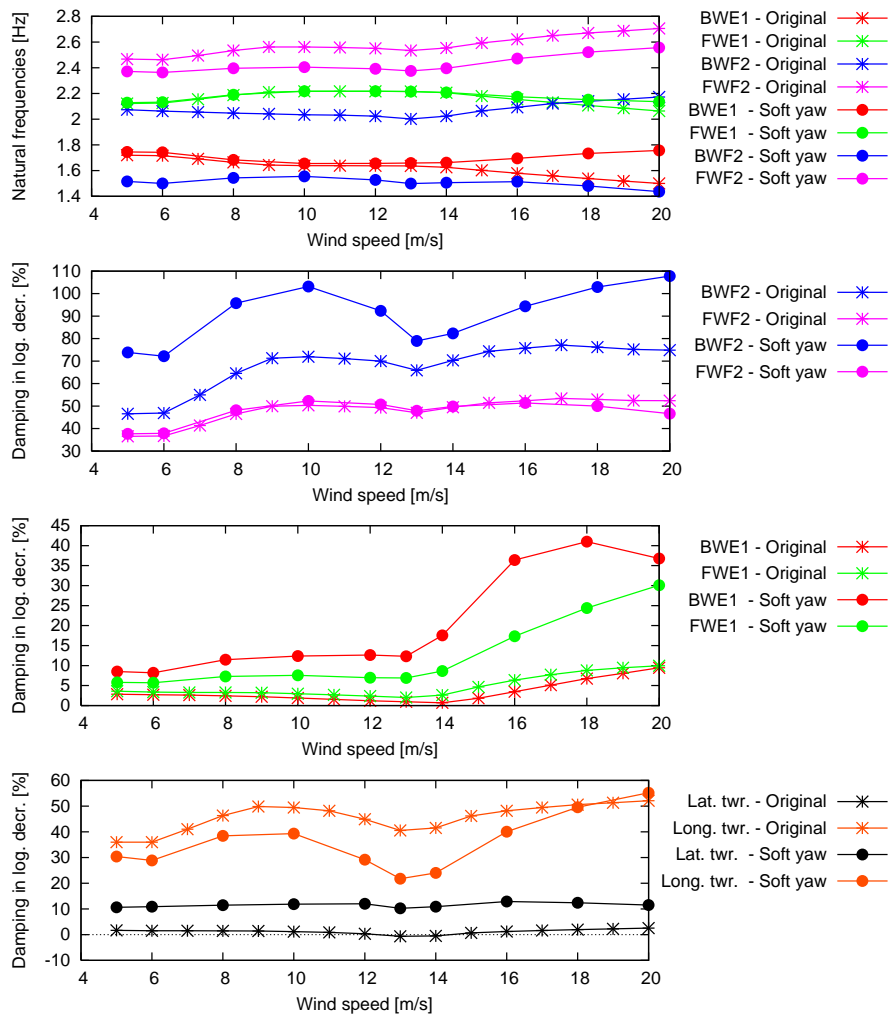 Natural frequencies [Hz]
2.8
2.6
2.4
2.2
2
1.8
1.6
1.4
4 6 8 10 12 14 16 18 20
Wind speed [m/s]
BWE1 - Original
FWE1 - Original
BWF2 - Original
FWF2 - Original
BWE1 - Soft yaw
FWE1 - Soft yaw
BWF2 - Soft yaw
FWF2 - Soft yaw
Damping in log. decr. [%]
110
100
90
80
70
60
50
40
30
4 6 8 10 12 14 16 18 20
Wind speed [m/s]
BWF2 - Original
FWF2 - Original
BWF2 - Soft yaw
FWF2 - Soft yaw
Damping in log. decr. [%]
45
40
35
30
25
20
15
10
5
0
4 6 8 10 12 14 16 18 20
Wind speed [m/s]
BWE1 - Original
FWE1 - Original
BWE1 - Soft yaw
FWE1 - Soft yaw
Damping in log. decr. [%]
60
50
40
30
20
10
0
-10
4 6 8 10 12 14 16 18 20
Wind speed [m/s]
Lat. twr. - Original
Long. twr. - Original
Lat. twr. - Soft yaw
Long. twr. - Soft yaw